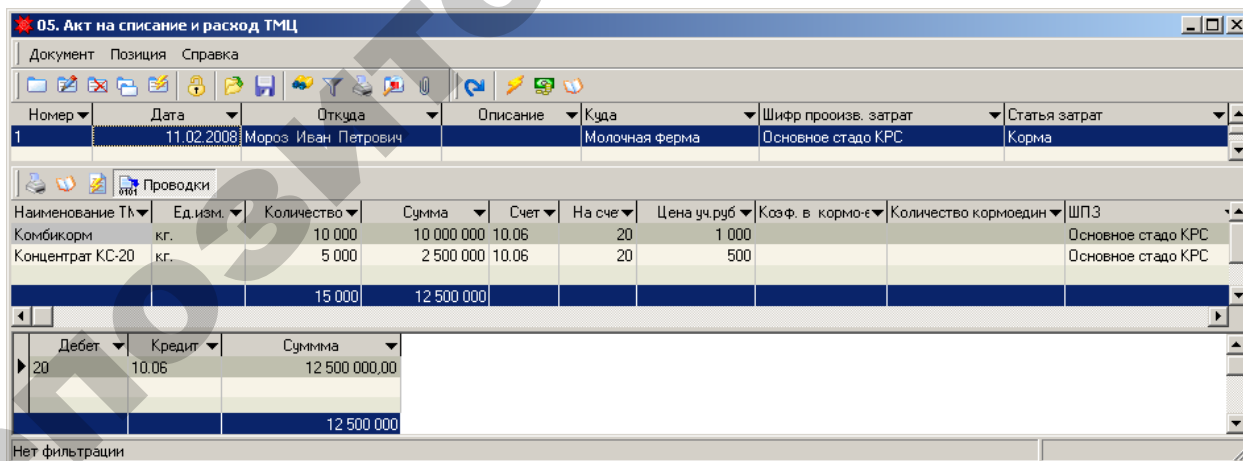 05. Акт на списание и расход ТМЦ
Документ Позиция Справка
Номер Дата Откуда Описание Куда Шифр прооизв. затрат Статья затрат
1 11.02.2008 Мороз Иван Петрович Молочная ферма Основное стадо КРС Корма
Проводки
Наименование ТМ Ед.изм. Количество Сумма Счет На сче Цена уч.руб Коэф. в кормо-е Количество кормоедин ШПЗ
Комбикорм кг. 10 000 10 000 000 10.06 20 1 000 Основное стадо КРС
Концентрат КС-20 кг. 5 000 2 500 000 10.06 20 500 Основное стадо КРС
15 000 12 500 000
Дебет Кредит Суммма
20 10.06 12 500 000,00
12 500 000
Нет фильтрации